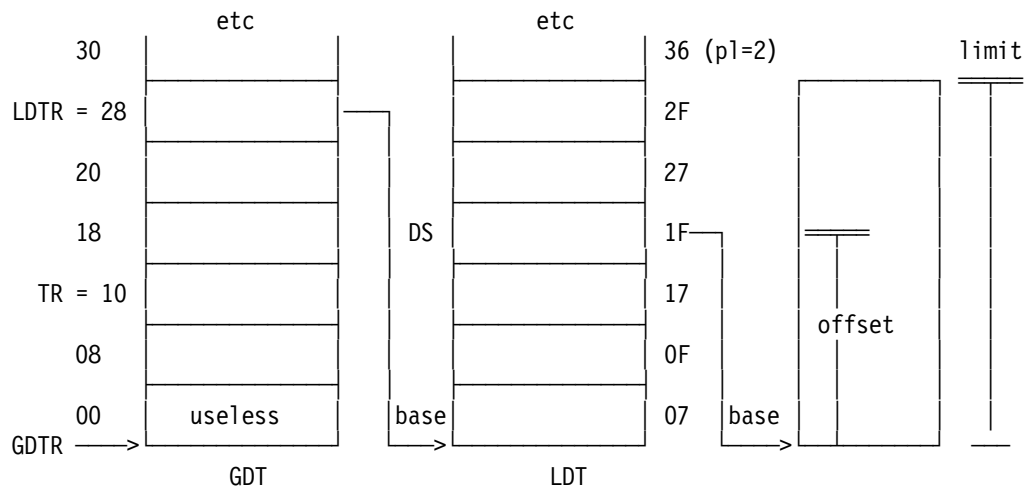 etc etc
30 36 (pl=2) limit
LDTR = 28 2F
20 27
18 DS 1F
TR = 10 17
offset
08 0F
00 useless base 07 base
GDTR
GDT LDT